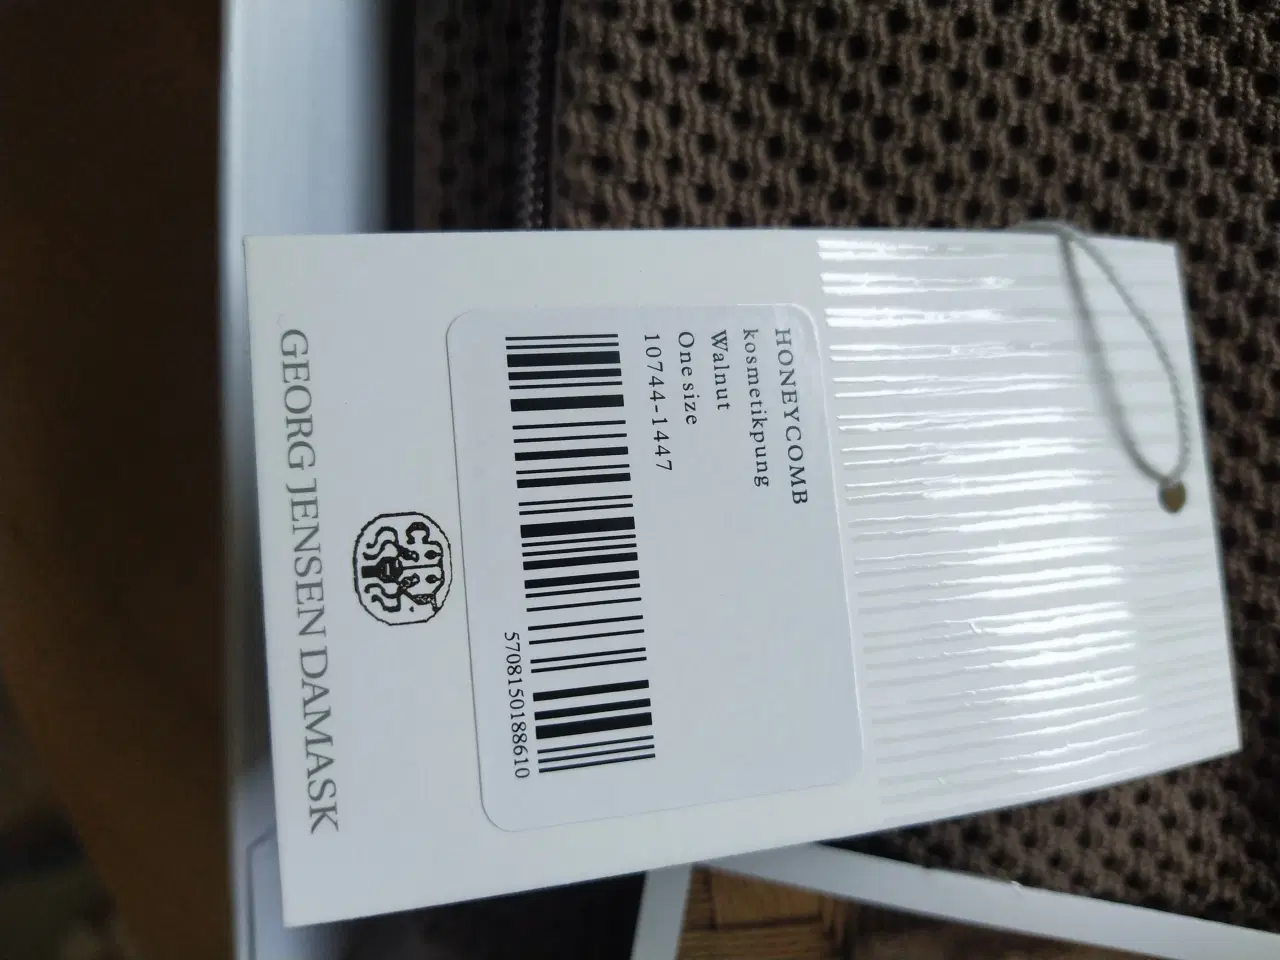 HONEYCOMB
kosmetikpung
Walnut
One size
10744-1447
5708150188610
GEORG JENSEN DAMASK